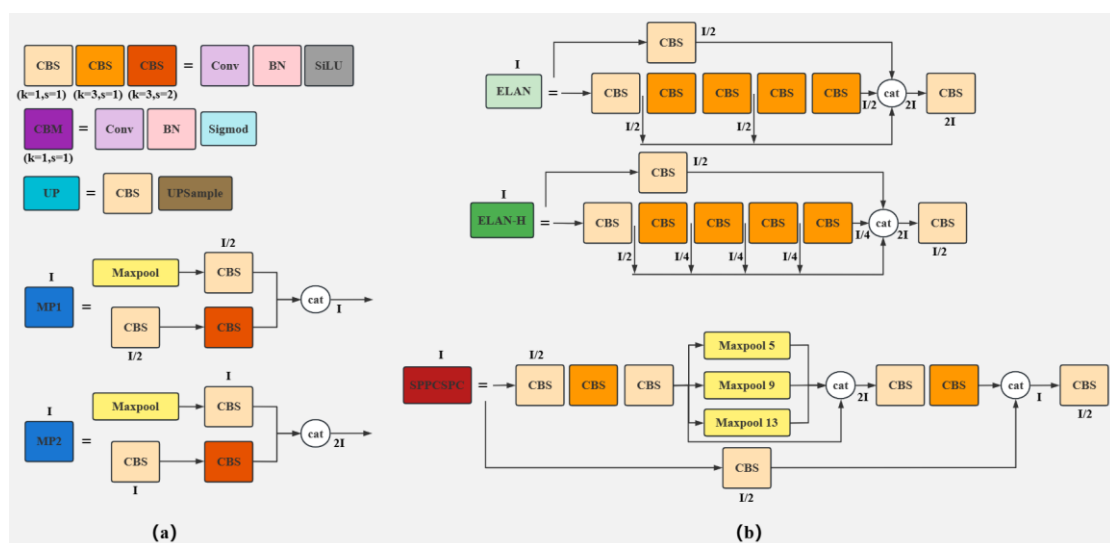 CBS CBS CBS = Conv BN SiLU
(k=1,s=1) (k=3,s=1) (k=3,s=2)
CBM = Conv BN Sigmod
(k=1,s=1)
UP = CBS UPSample
I/2
I
Maxpool CBS
MP1 = cat
I
CBS CBS
I/2
I
I
Maxpool CBS
MP2 = cat
2I
CBS CBS
I
(a)
CBS I/2
I
ELAN = CBS CBS CBS CBS CBS I/2 cat 2I CBS
I/2 I/2 2I
CBS I/2
I
ELAN-H = CBS CBS CBS CBS CBS I/4 cat 2I CBS
I/2 I/4 I/4 I/4 I/2
Maxpool 5
I I/2
SPPCSPC = CBS CBS CBS Maxpool 9 cat 2I CBS CBS cat I CBS
I/2
Maxpool 13
CBS
I/2
(b)